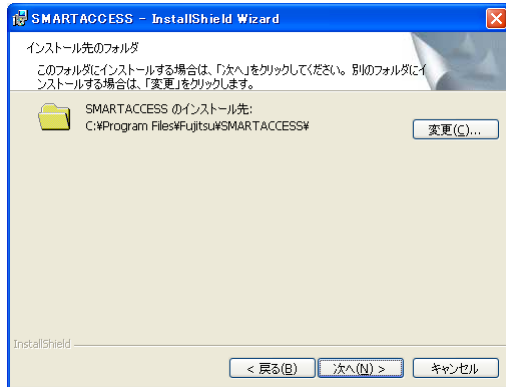 SMARTACCESS - InstallShield Wizard
インストール先のフォルダ
このフォルダにインストールする場合は、「次へ」をクリックしてください。別のフォルダにイ
ンストールする場合は、「変更」をクリックします。
SMARTACCESS のインストール先:
C:¥Program Files¥Fujitsu¥SMARTACCESS¥
変更(C)...
InstallShield
< 戻る(B)
次へ(N) >
キャンセル